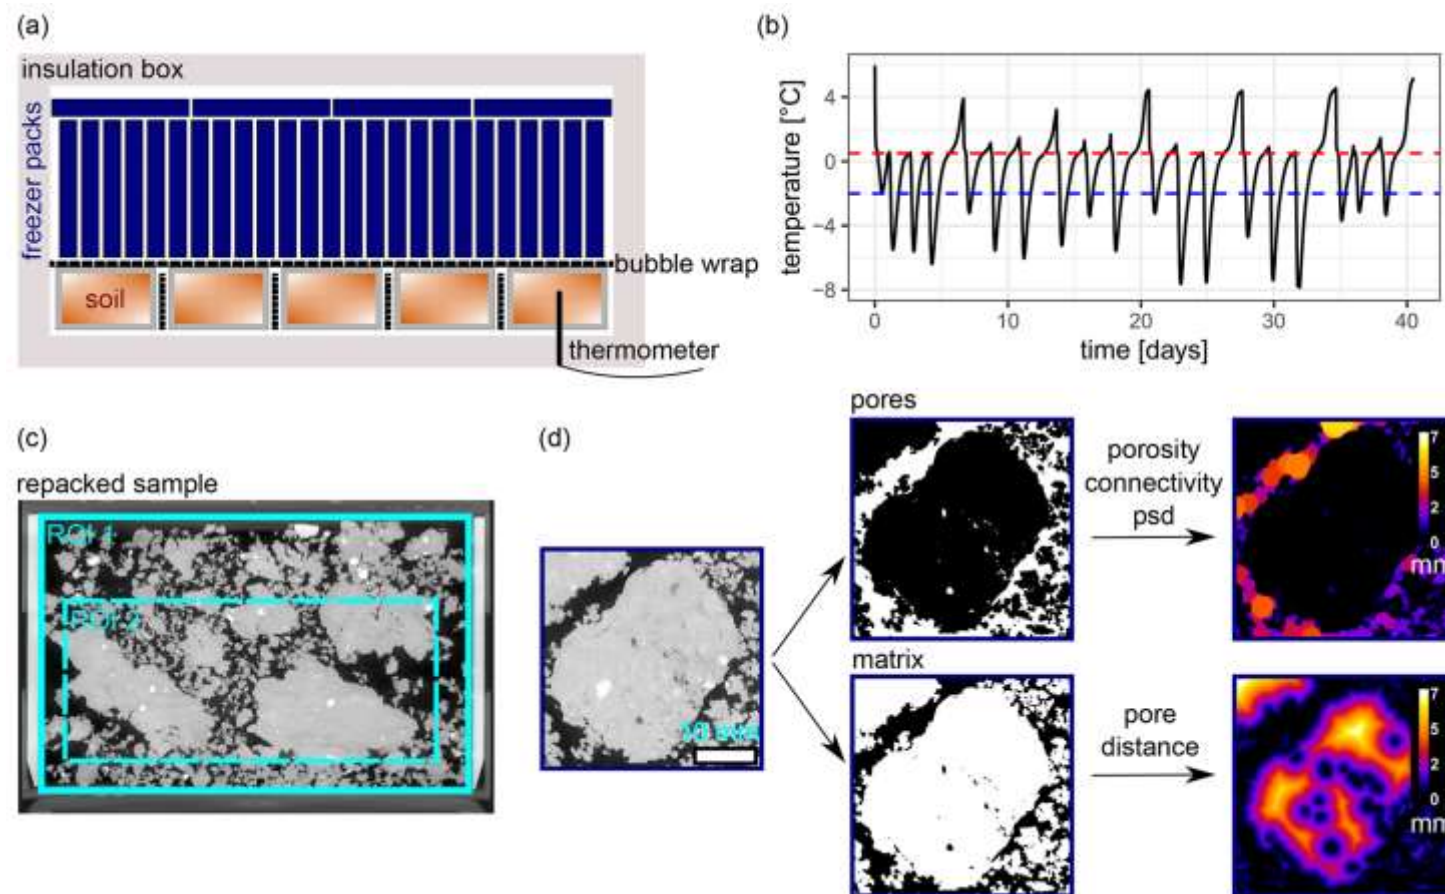 (a)
insulation box
freezer packs
bubble wrap
soil
thermometer
(b)
temperature [°C]
4
0
−4
−8
0
10
20
30
40
time [days]
(c)
repacked sample
ROI 1
ROI 2
(d)
10 mm
pores
porosity
connectivity
psd
7
5
2
0
mm
matrix
pore
distance
7
5
2
0
mm